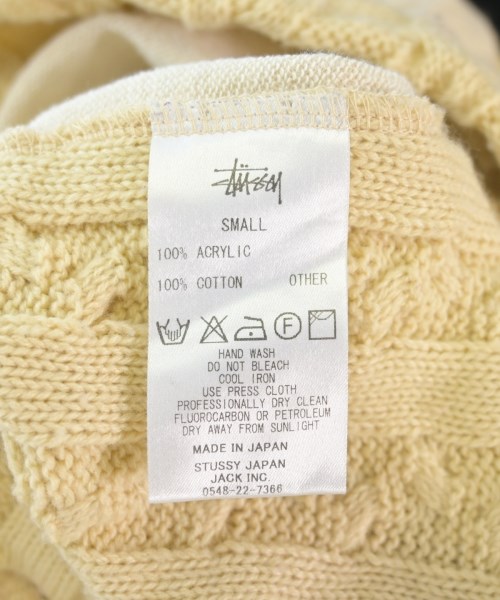 Stüssy
SMALL
100% ACRYLIC
100% COTTON OTHER
F
HAND WASH
DO NOT BLEACH
COOL IRON
USE PRESS CLOTH
PROFESSIONALLY DRY CLEAN
FLUOROCARBON OR PETROLEUM
DRY AWAY FROM SUNLIGHT
MADE IN JAPAN
STUSSY JAPAN
JACK INC.
0548-22-7366